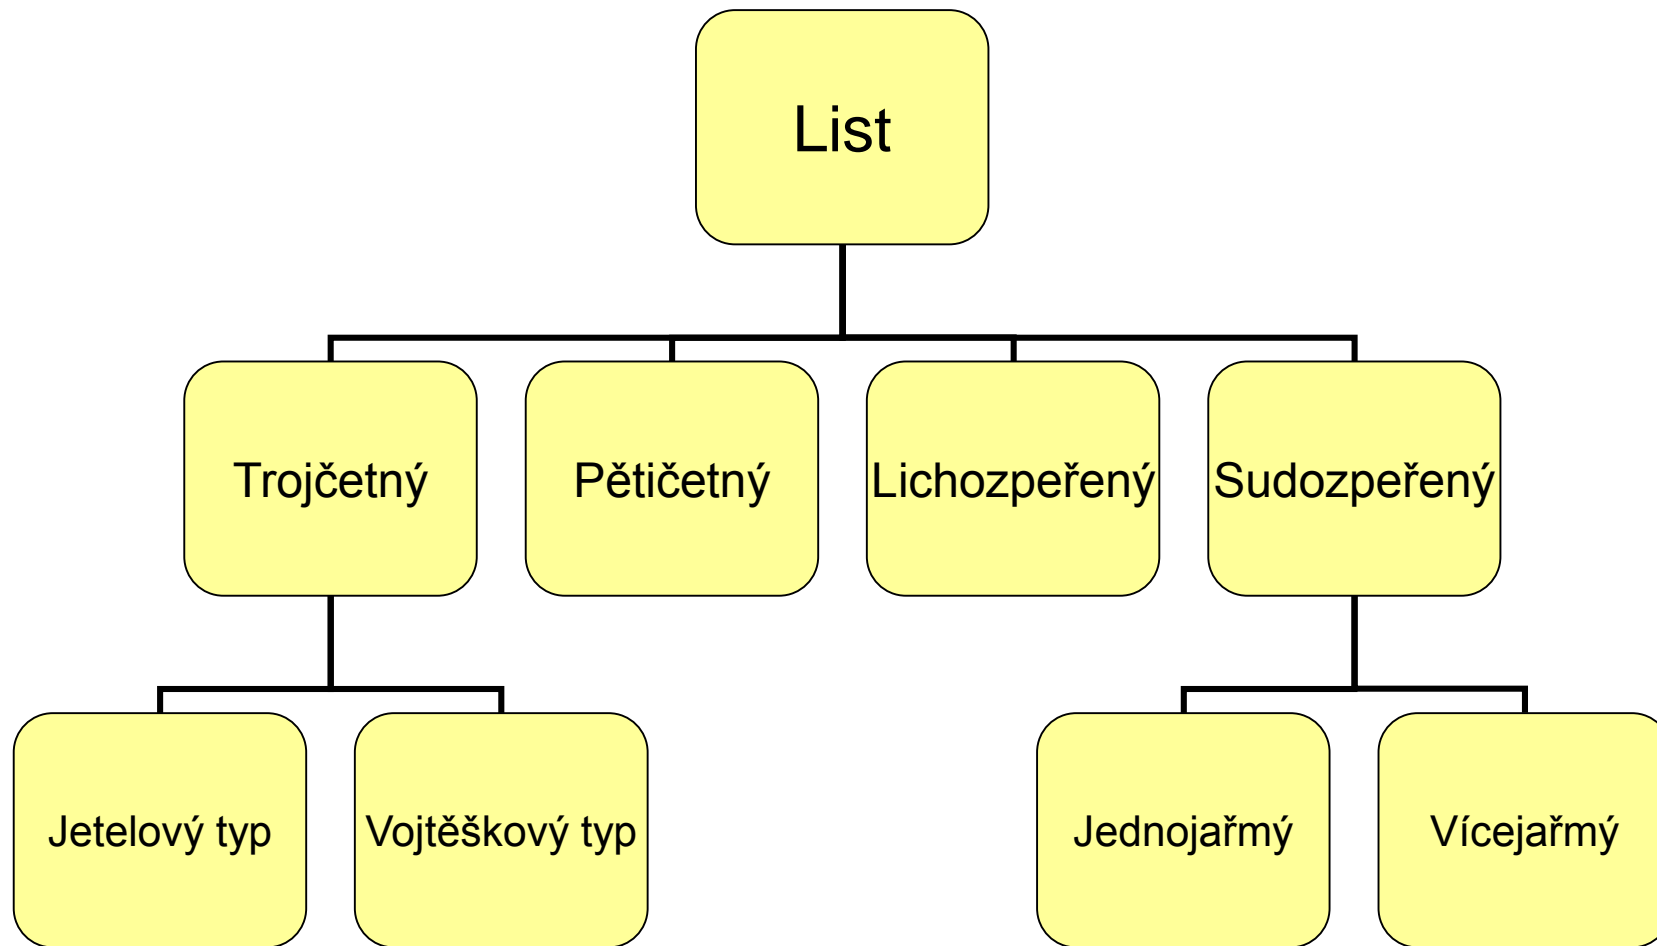 List
Trojčetný
Pětičetný
Lichozpeřený
Sudozpeřený
Jetelový typ
Vojtěškový typ
Jednojařmý
Vícejařmý